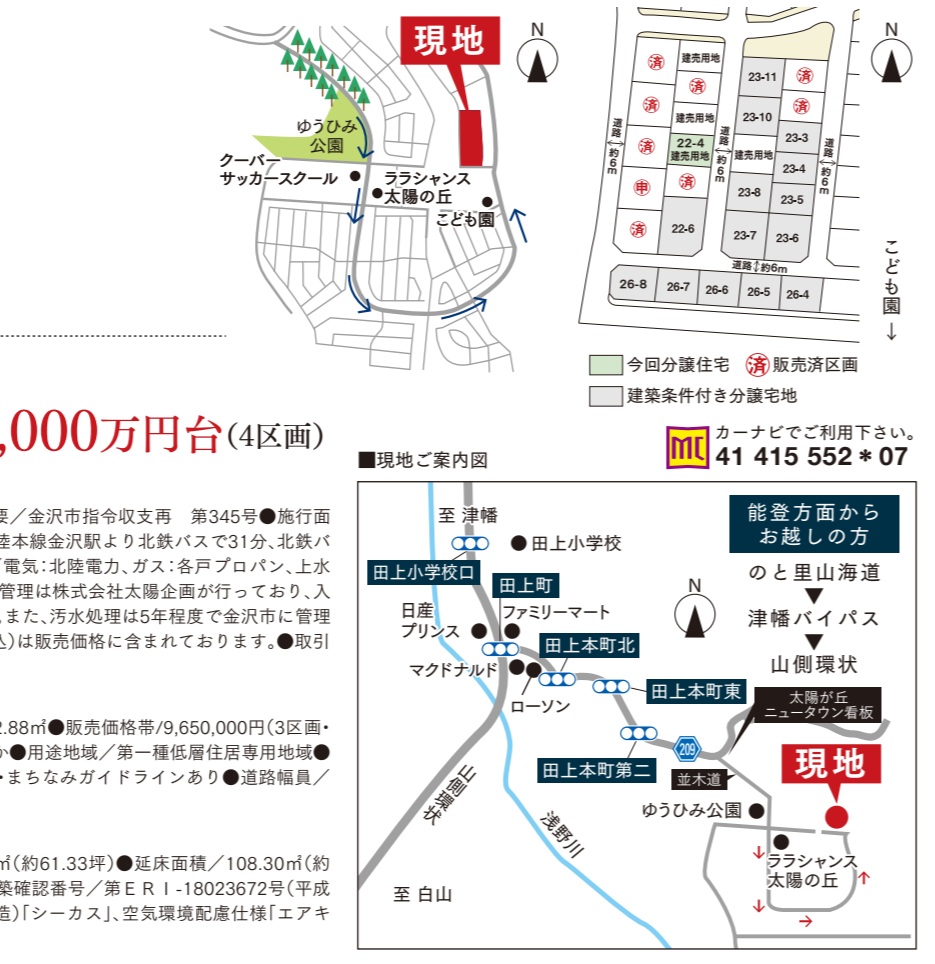 現地
N
ゆうひみ
公園
クーバー
サッカースクール
ララシャンス
太陽の丘
こども園
N
済
建売用地
済
23-11
済
済
建売用地
23-10
済
道路
約6m
済
22-4
建売用地
道路
約6m
建売用地
23-3
道路
約6m
23-4
申
済
23-8
23-5
済
22-6
23-7
23-6
道路
約6m
26-8
26-7
26-6
26-5
26-4
こども園
↓
今回分譲住宅
済 販売済区画
建築条件付き分譲宅地
,000万円台(4区画)
カーナビでご利用下さい。
41 415 552＊07
■現地ご案内図
要／金沢市指令収支再 第345号●施行面
陸本線金沢駅より北鉄バスで31分、北鉄バ
電気：北陸電力、ガス：各戸プロパン、上水
管理は株式会社太陽企画が行っており、入
また、汚水処理は5年程度で金沢市に管理
込)は販売価格に含まれております。●取引
2.88㎡●販売価格帯/9,650,000円(3区画・
か●用途地域／第一種低層住居専用地域●
・まちなみガイドラインあり●道路幅員／
㎡(約61.33坪)●延床面積／108.30㎡(約
築確認番号／第ERI-18023672号(平成
造)「シーカス」、空気環境配慮仕様「エアキ
至 津幡
田上小学校
田上小学校口
田上町
日産
プリンス
ファミリーマート
マクドナルド
ローソン
田上本町北
田上本町東
田上本町第二
209
並木道
太陽が丘
ニュータウン看板
N
能登方面から
お越しの方
のと里山海道
▼
津幡バイパス
▼
山側環状
現地
ゆうひみ公園
ララシャンス
太陽の丘
山側環状
浅野川
至 白山